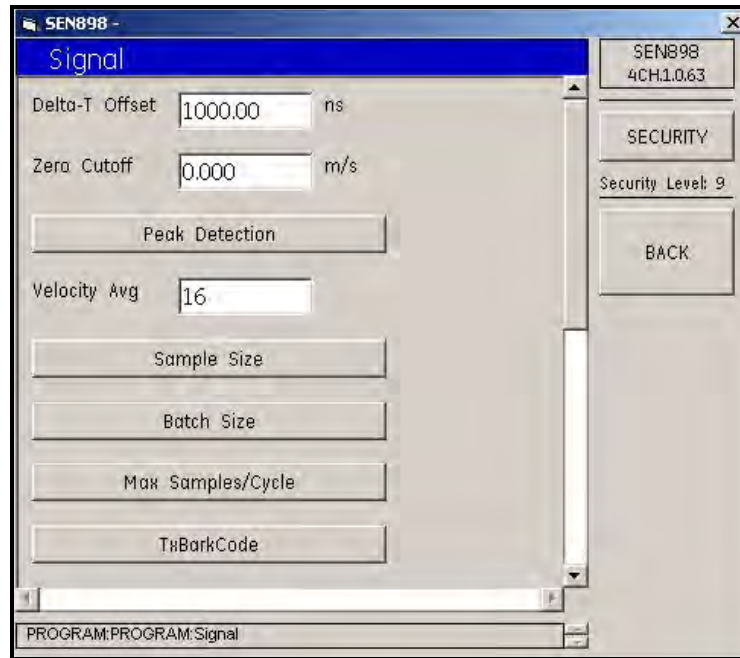 SEN898 -
Signal
Delta-T Offset 1000.00 ns
Zero Cutoff 0.000 m/s
Peak Detection
Velocity Avg 16
Sample Size
Batch Size
Max Samples/Cycle
TxBarkCode
PROGRAM:PROGRAM:Signal
SEN898
4CH.1.0.63
SECURITY
Security Level: 9
BACK